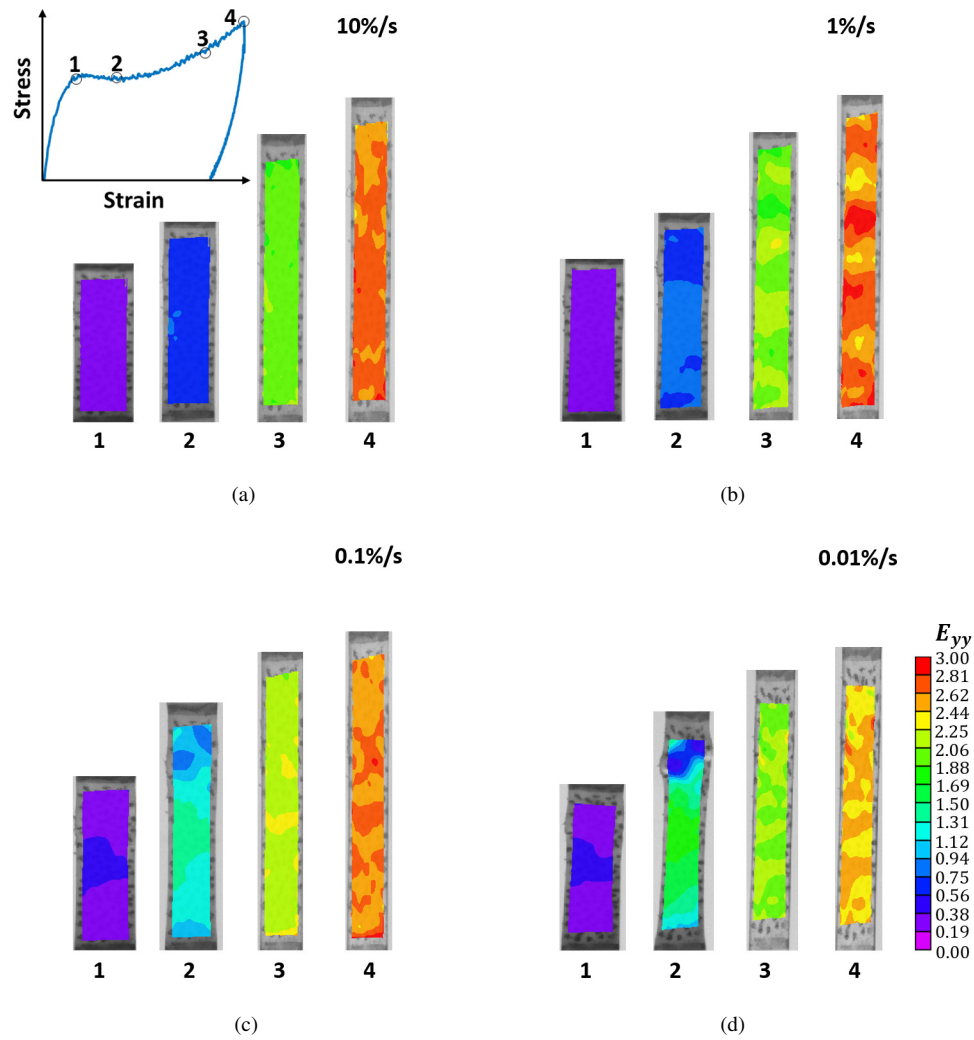 4
10%/s
1%/s
3
1 2
Stress
Strain
1 2 3 4
1 2 3 4
(a)
(b)
0.1%/s
0.01%/s
E_yy
3.00
2.81
2.62
2.44
2.25
2.06
1.88
1.69
1.50
1.31
1.12
0.94
0.75
0.56
0.38
0.19
0.00
1 2 3 4
1 2 3 4
(c)
(d)